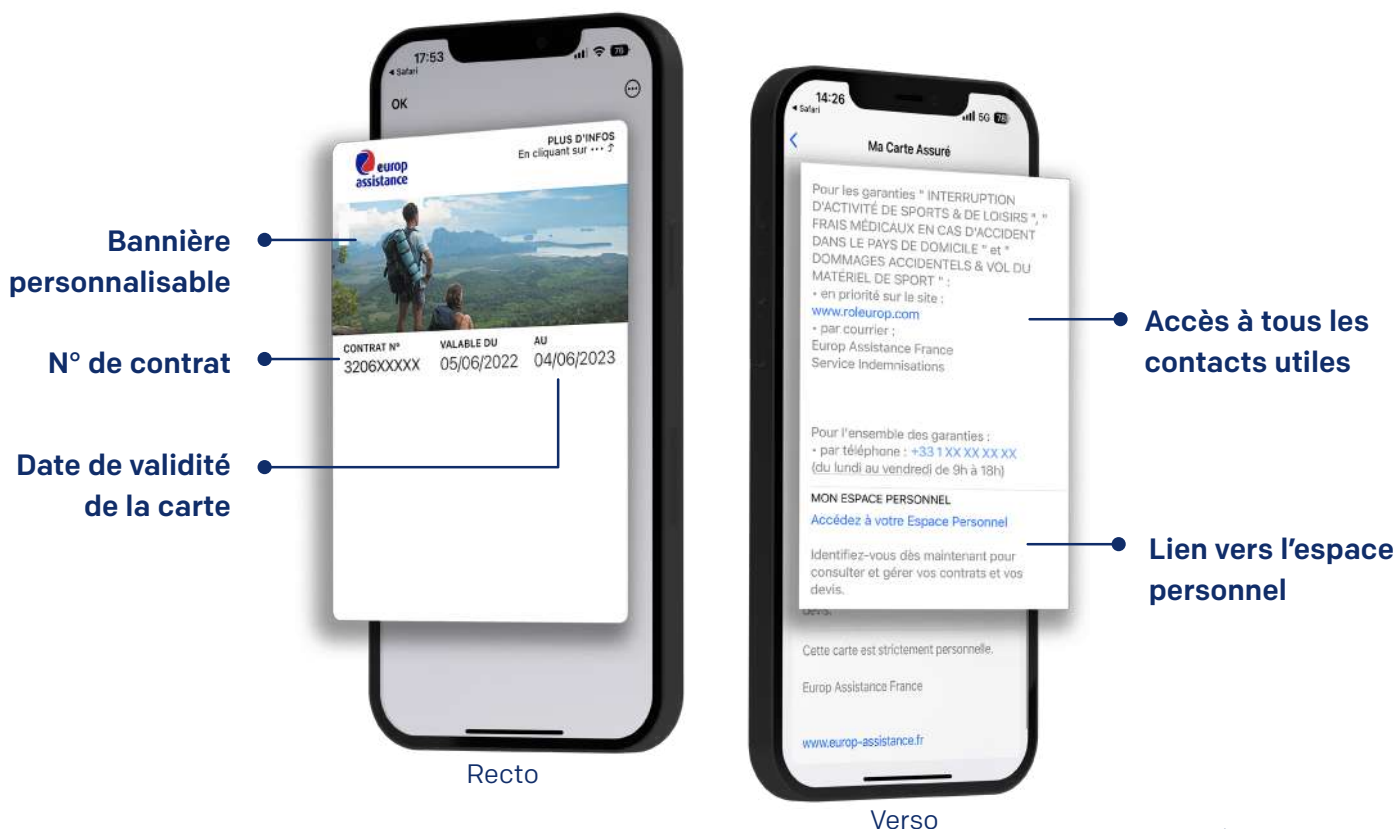 17:53
Safari
78
OK
PLUS D'INFOS
En cliquant sur ••• ⤴
europ
assistance
Bannière
personnalisable
CONTRAT N°
VALABLE DU
AU
3206XXXXX
05/06/2022
04/06/2023
N° de contrat
Date de validité
de la carte
Recto
14:26
Safari
5G
78
Ma Carte Assuré
Pour les garanties " INTERRUPTION
D'ACTIVITÉ DE SPORTS & DE LOISIRS ", "
FRAIS MÉDICAUX EN CAS D'ACCIDENT
DANS LE PAYS DE DOMICILE " et "
DOMMAGES ACCIDENTELS & VOL DU
MATÉRIEL DE SPORT " :
• en priorité sur le site :
www.roleurop.com
• par courrier :
Europ Assistance France
Service Indemnisations
Pour l'ensemble des garanties :
• par téléphone : +33 1 XX XX XX XX
(du lundi au vendredi de 9h à 18h)
MON ESPACE PERSONNEL
Accédez à votre Espace Personnel
Identifiez-vous dès maintenant pour
consulter et gérer vos contrats et vos
devis.
devis.
Cette carte est strictement personnelle.
Europ Assistance France
www.europ-assistance.fr
Accès à tous les
contacts utiles
Lien vers l'espace
personnel
Verso